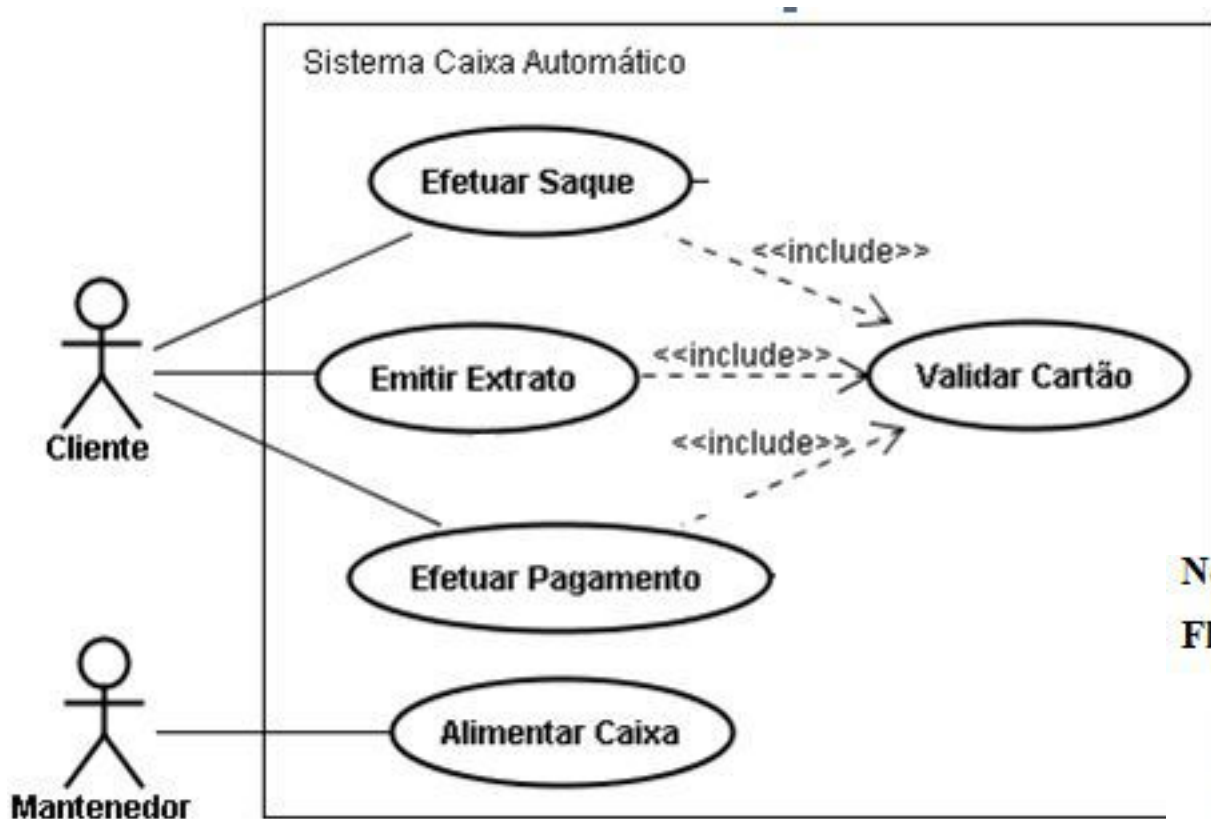 Sistema Caixa Automático
Efetuar Saque
<<include>>
Emitir Extrato
<<include>>
Validar Cartão
Cliente
<<include>>
Efetuar Pagamento
Alimentar Caixa
Mantenedor